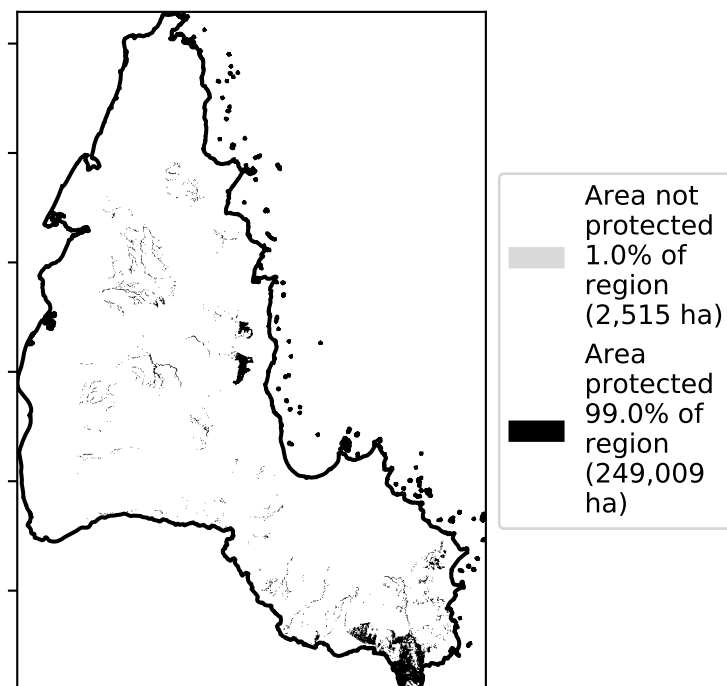 Area not
protected
1.0% of
region
(2,515 ha)
Area
protected
99.0% of
region
(249,009
ha)